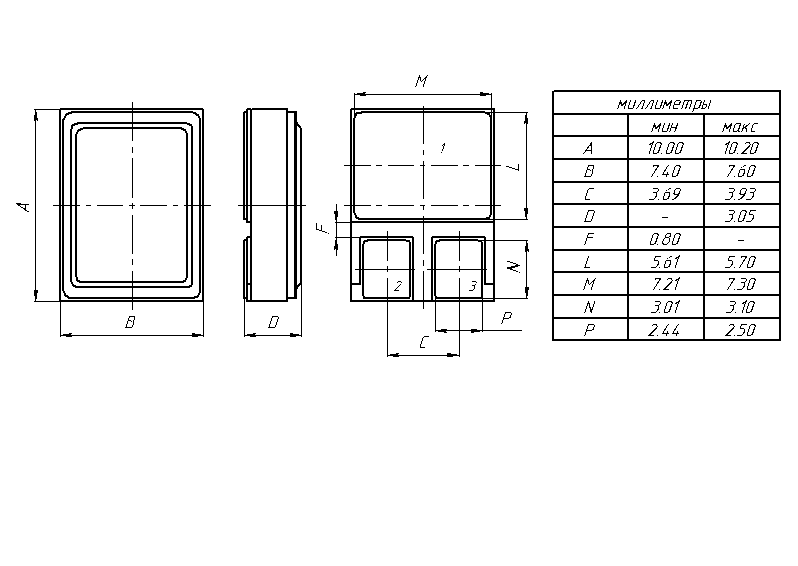 M
1
A
L
F
N
2
3
B
D
P
C
миллиметры
мин макс
A 10.00 10.20
B 7.40 7.60
C 3.69 3.93
D – 3.05
F 0.80 –
L 5.61 5.70
M 7.21 7.30
N 3.01 3.10
P 2.44 2.50